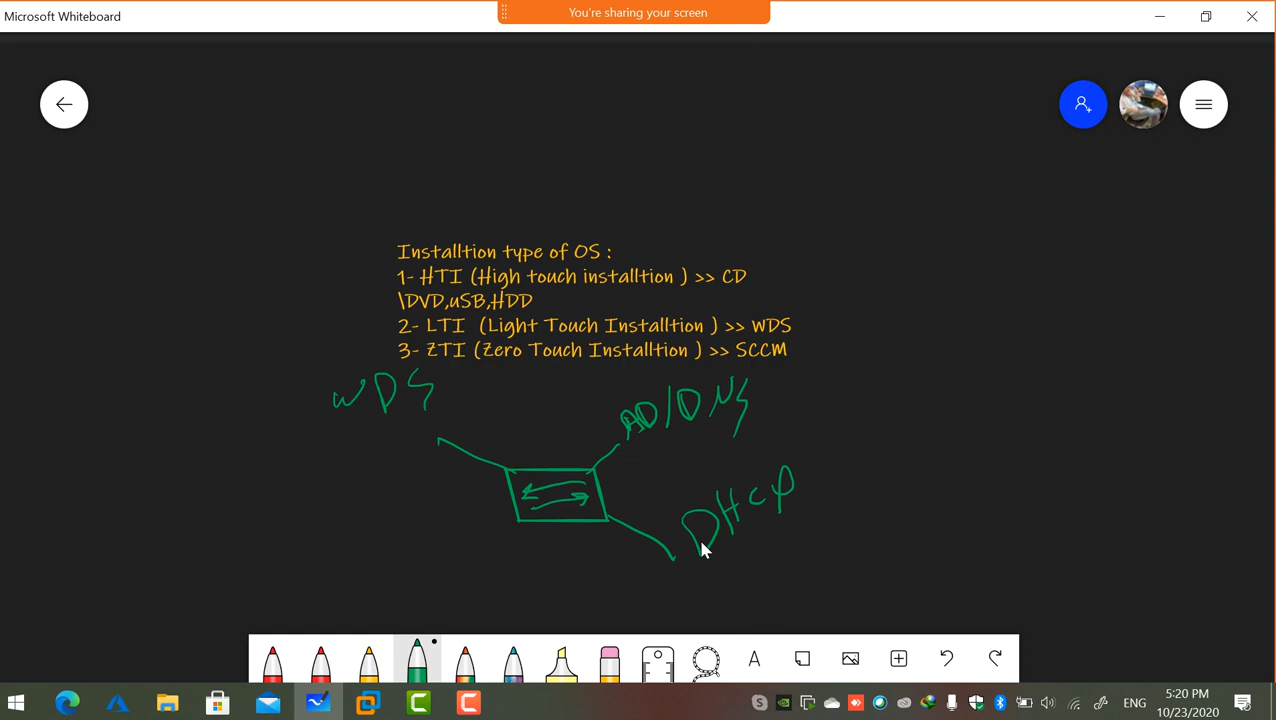 Microsoft Whiteboard
You're sharing your screen
Installtion type of OS :
1- HTI (High touch installtion ) >> CD
\DVD,uSB,HDD
2- LTI (Light Touch Installtion ) >> WDS
3- ZTI (Zero Touch Installtion ) >> SCCM
WDS
AD/DNS
DHCP
A
ENG
5:20 PM
10/23/2020